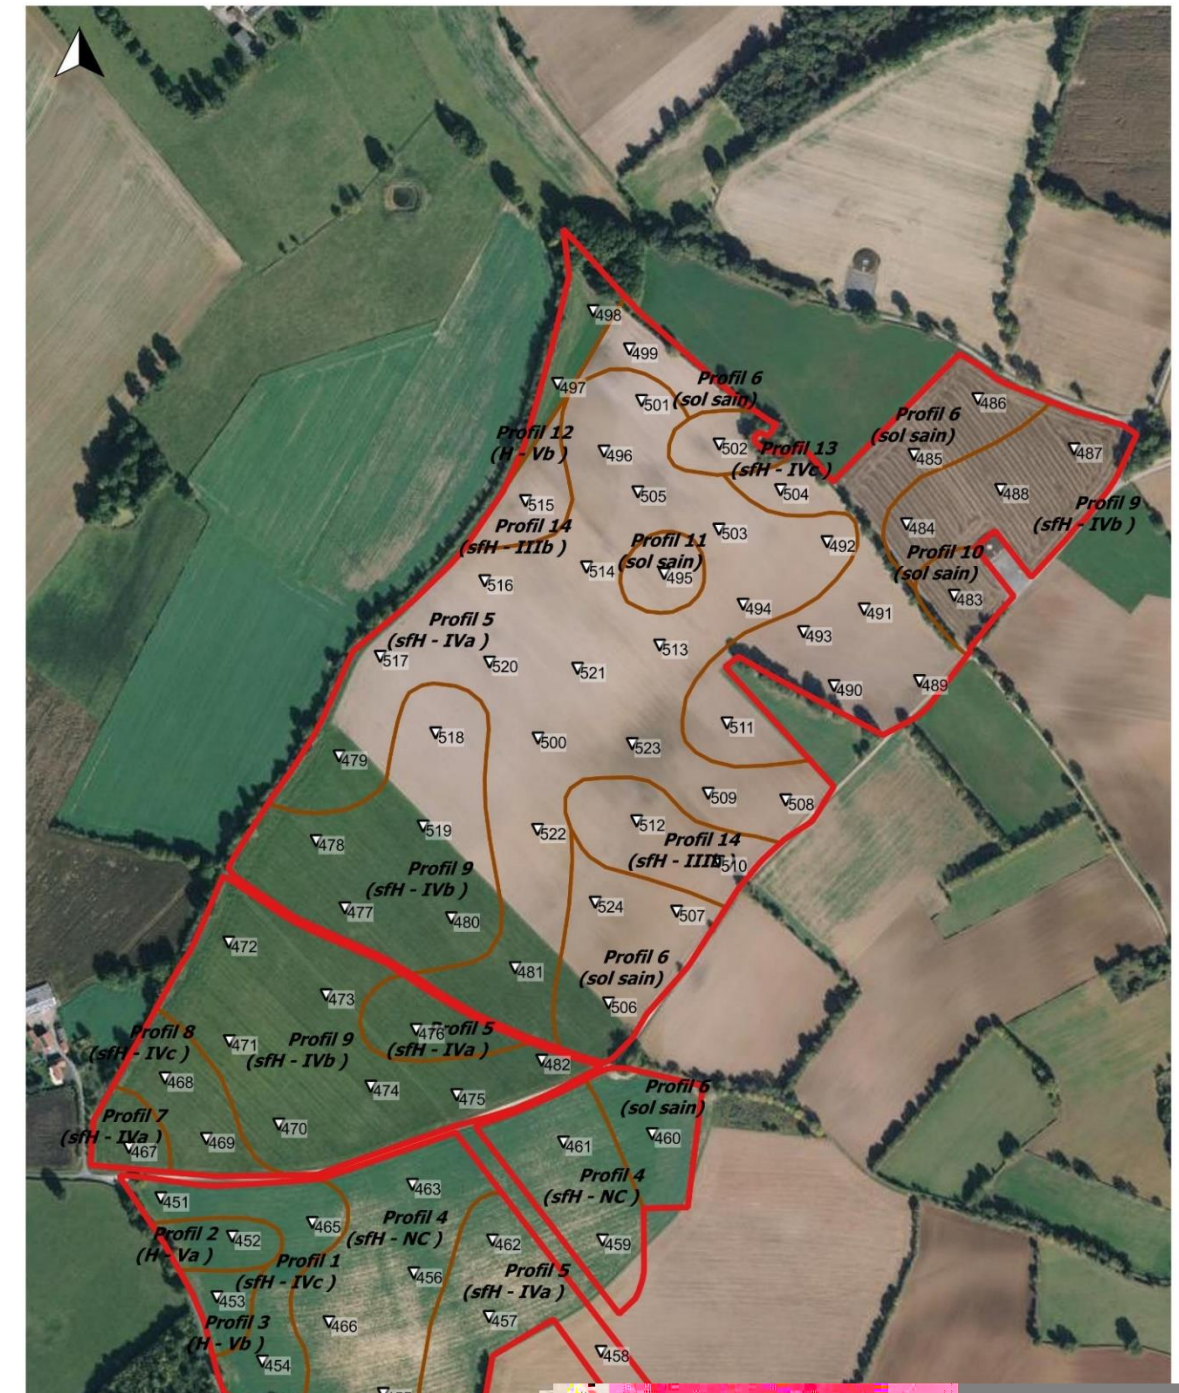 498
499
Profil 6
(sol sain)
497
501
486
Profil 6
(sol sain)
Profil 12
(H - Vb )
502
Profil 13
(sfH - IVc )
496
485
487
505
504
488
Profil 9
(sfH - IVb )
515
Profil 14
(sfH - IIIb )
503
484
492
Profil 11
(sol sain)
Profil 10
(sol sain)
514
495
516
483
494
491
Profil 5
(sfH - IVa )
493
513
517
520
521
490
489
518
500
523
511
479
509
508
519
522
512
Profil 14
(sfH - IIIb )
510
478
Profil 9
(sfH - IVb )
477
480
524
507
472
481
Profil 6
(sol sain)
473
506
476
Profil 5
(sfH - IVa )
Profil 8
(sfH - IVc )
471
Profil 9
(sfH - IVb )
482
468
474
475
Profil 6
(sol sain)
Profil 7
(sfH - IVa )
467
469
470
461
460
463
Profil 4
(sfH - NC )
451
465
Profil 4
(sfH - NC )
Profil 2
(H - Va )
452
462
459
Profil 1
(sfH - IVc )
456
Profil 5
(sfH - IVa )
453
Profil 3
(H - Vb )
466
457
454
458